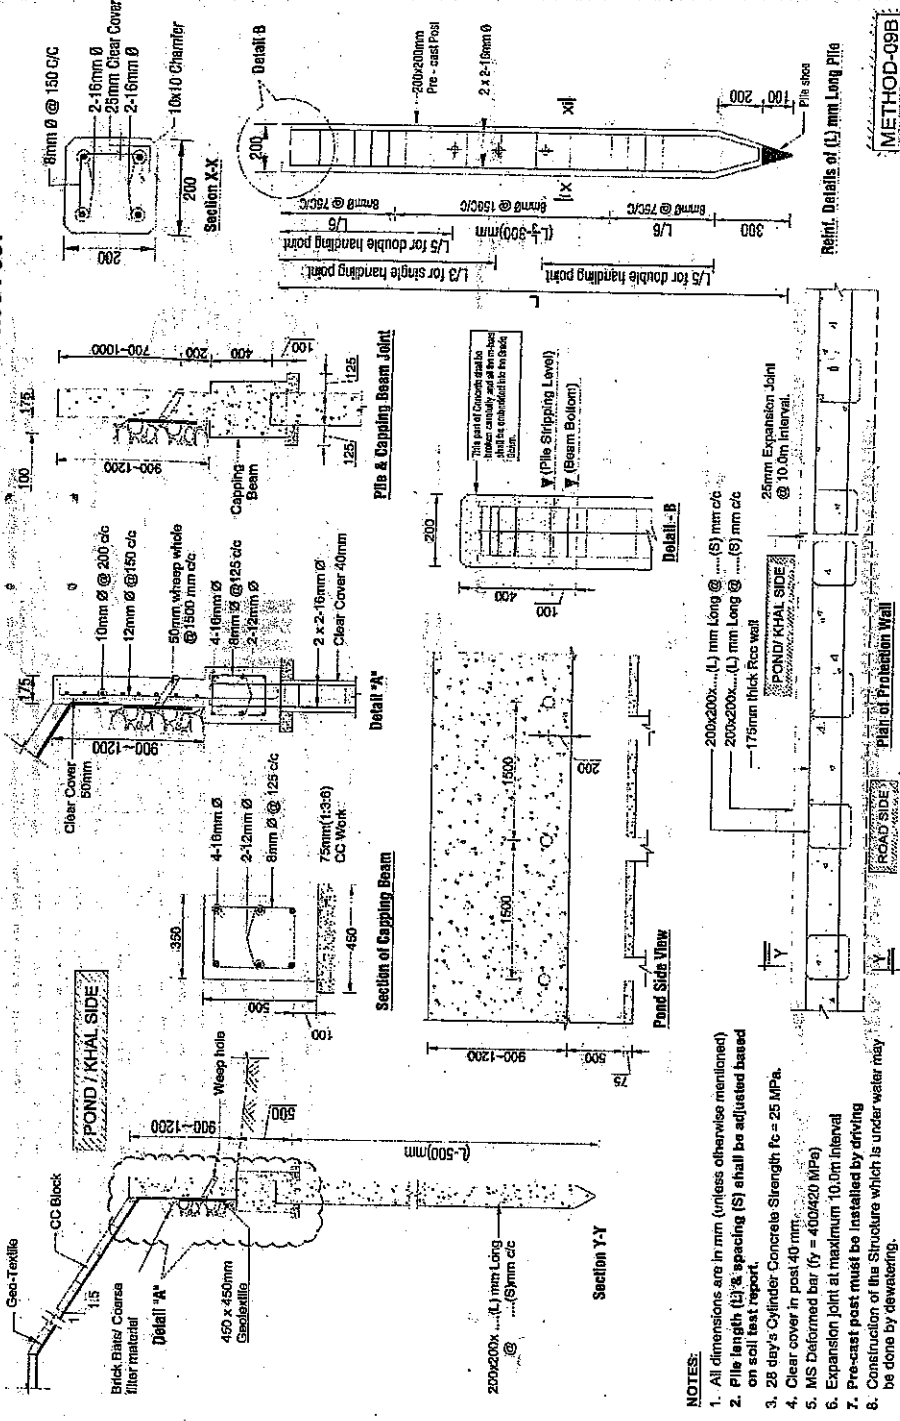 Geo-Textile
CC Block
1
1:5
POND / KHAL SIDE
Brick Bats/ Coarse
filter material
Detail "A"
450 x 450mm
Geotextile
Weep hole
900~1200
500
(L-500)mm
200x200x ....(L) mm Long
@ ....(S)mm c/c
Section Y-Y
350
4-16mm Ø
2-12mm Ø
8mm Ø @ 125 c/c
75mm(1:3:6)
CC Work
500
100
450
Section of Capping Beam
Clear Cover
50mm
175
10mm Ø @ 200 c/c
12mm Ø @150 c/c
50mm wheep whole
@1500 mm c/c
4-16mm Ø
8mm Ø @125 c/c
2-12mm Ø
2 x 2-16mm Ø
Clear Cover 40mm
900~1200
Detail "A"
100
175
900~1200
700~1000
200
400
100
Capping
Beam
125
125
Pile & Capping Beam Joint
8mm Ø @ 150 C/C
2-16mm Ø
25mm Clear Cover
2-16mm Ø
10x10 Chamfer
200
200
Section X-X
Detail-B
200
200x200mm
Pre - cast Post
2 x 2-16mm Ø
X
X
8mmØ @ 75C/C
8mmØ @ 150C/C
8mmØ @ 75C/C
L/6
L/6
300
L/5 for double handling point
L/3 for single handling point
L/5 for double handling point
L
200
100
Pile shoe
Reinf. Details of (L) mm Long Pile
METHOD-09B
900~1200
500
75
1500
1500
200
Pond Side View
200
400
100
This part of Concrete shall be
broken carefully and all the m-bars
shall be embedded into the Grade
Beam.
(Pile Stripping Level)
(Beam Bottom)
Detail - B
200x200x....(L) mm Long @ ....(S) mm c/c
200x200x....(L) mm Long @ ....(S) mm c/c
175mm thick Rcc wall
POND/ KHAL SIDE
25mm Expansion Joint
@ 10.0m Interval.
Y
Y
ROAD SIDE
Plan of Protection Wall
NOTES:
1. All dimensions are in mm (unless otherwise mentioned)
2. Pile length (L) & spacing (S) shall be adjusted based
on soil test report.
3. 28 day's Cylinder Concrete Strength fc = 25 MPa.
4. Clear cover in post 40 mm.
5. MS Deformed bar (fy = 400/420 MPa)
6. Expansion joint at maximum 10.0m interval
7. Pre-cast post must be installed by driving
8. Construction of the Structure which is under water may
be done by dewatering.